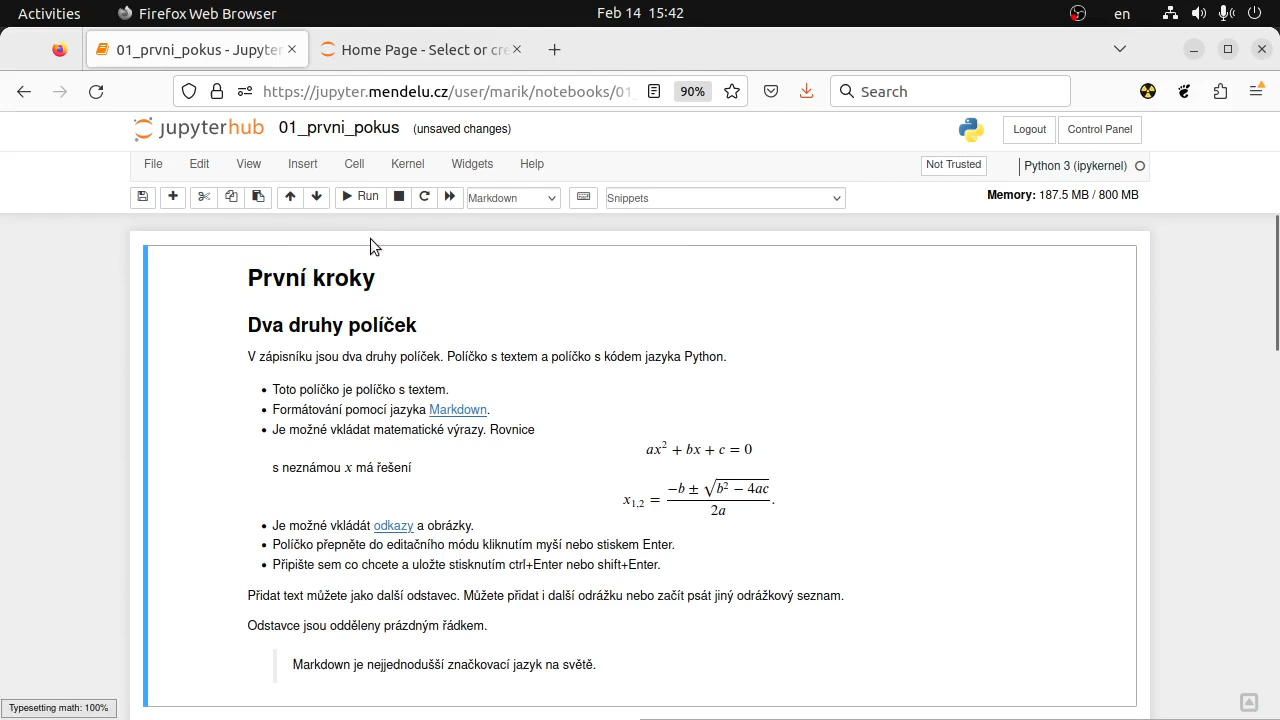 Activities
Firefox Web Browser
Feb 14 15:42
en
01_prvni_pokus - Jupyter
Home Page - Select or cre
https://jupyter.mendelu.cz/user/marik/notebooks/01_
90%
Search
jupyterhub
01_prvni_pokus
(unsaved changes)
Logout
Control Panel
File Edit View Insert Cell Kernel Widgets Help
Not Trusted
Python 3 (ipykernel)
Run
Markdown
Snippets
Memory: 187.5 MB / 800 MB
První kroky
Dva druhy políček
V zápisníku jsou dva druhy políček. Políčko s textem a políčko s kódem jazyka Python.
• Toto políčko je políčko s textem.
• Formátování pomocí jazyka Markdown.
• Je možné vkládat matematické výrazy. Rovnice
ax² + bx + c = 0
s neznámou x má řešení
x₁,₂ = (−b ± √(b² − 4ac)) / 2a.
• Je možné vkládat odkazy a obrázky.
• Políčko přepněte do editačního módu kliknutím myší nebo stiskem Enter.
• Připište sem co chcete a uložte stisknutím ctrl+Enter nebo shift+Enter.
Přidat text můžete jako další odstavec. Můžete přidat i další odrážku nebo začít psát jiný odrážkový seznam.
Odstavce jsou odděleny prázdným řádkem.
Markdown je nejjednodušší značkovací jazyk na světě.
Typesetting math: 100%